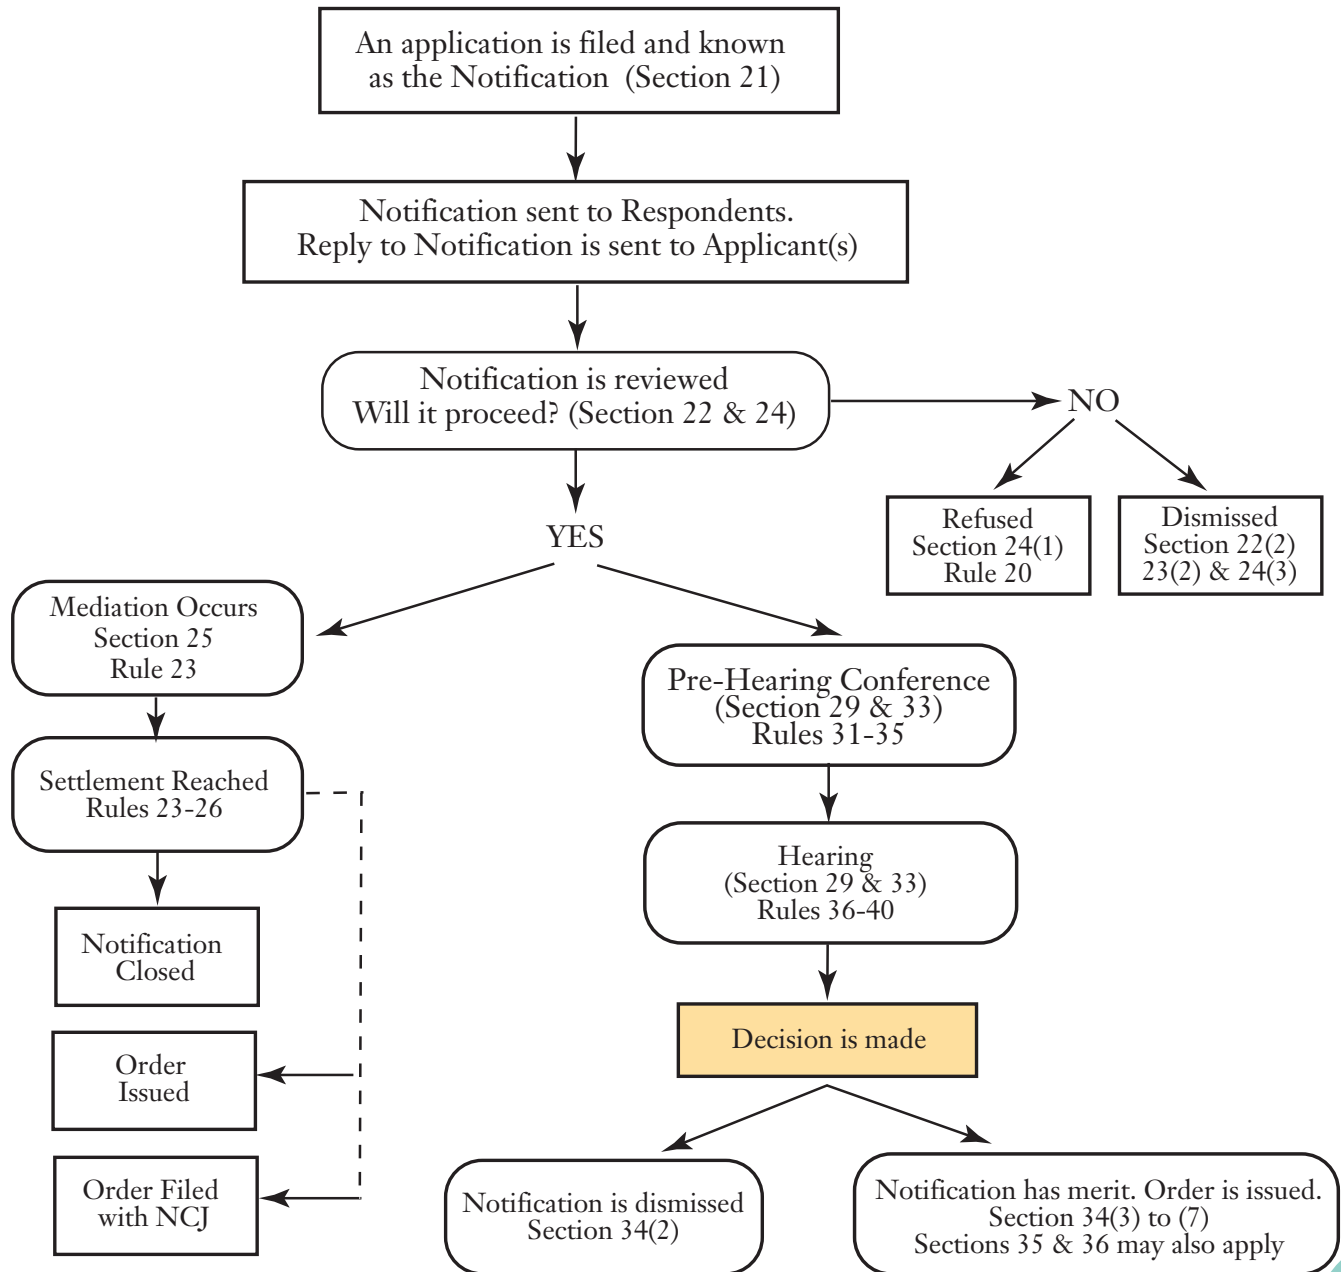 An application is filed and known
as the Notification (Section 21)
Notification sent to Respondents.
Reply to Notification is sent to Applicant(s)
Notification is reviewed
Will it proceed? (Section 22 & 24)
NO
Refused
Section 24(1)
Rule 20
Dismissed
Section 22(2)
23(2) & 24(3)
YES
Mediation Occurs
Section 25
Rule 23
Settlement Reached
Rules 23-26
Notification
Closed
Order
Issued
Order Filed
with NCJ
Pre-Hearing Conference
(Section 29 & 33)
Rules 31-35
Hearing
(Section 29 & 33)
Rules 36-40
Decision is made
Notification is dismissed
Section 34(2)
Notification has merit. Order is issued.
Section 34(3) to (7)
Sections 35 & 36 may also apply